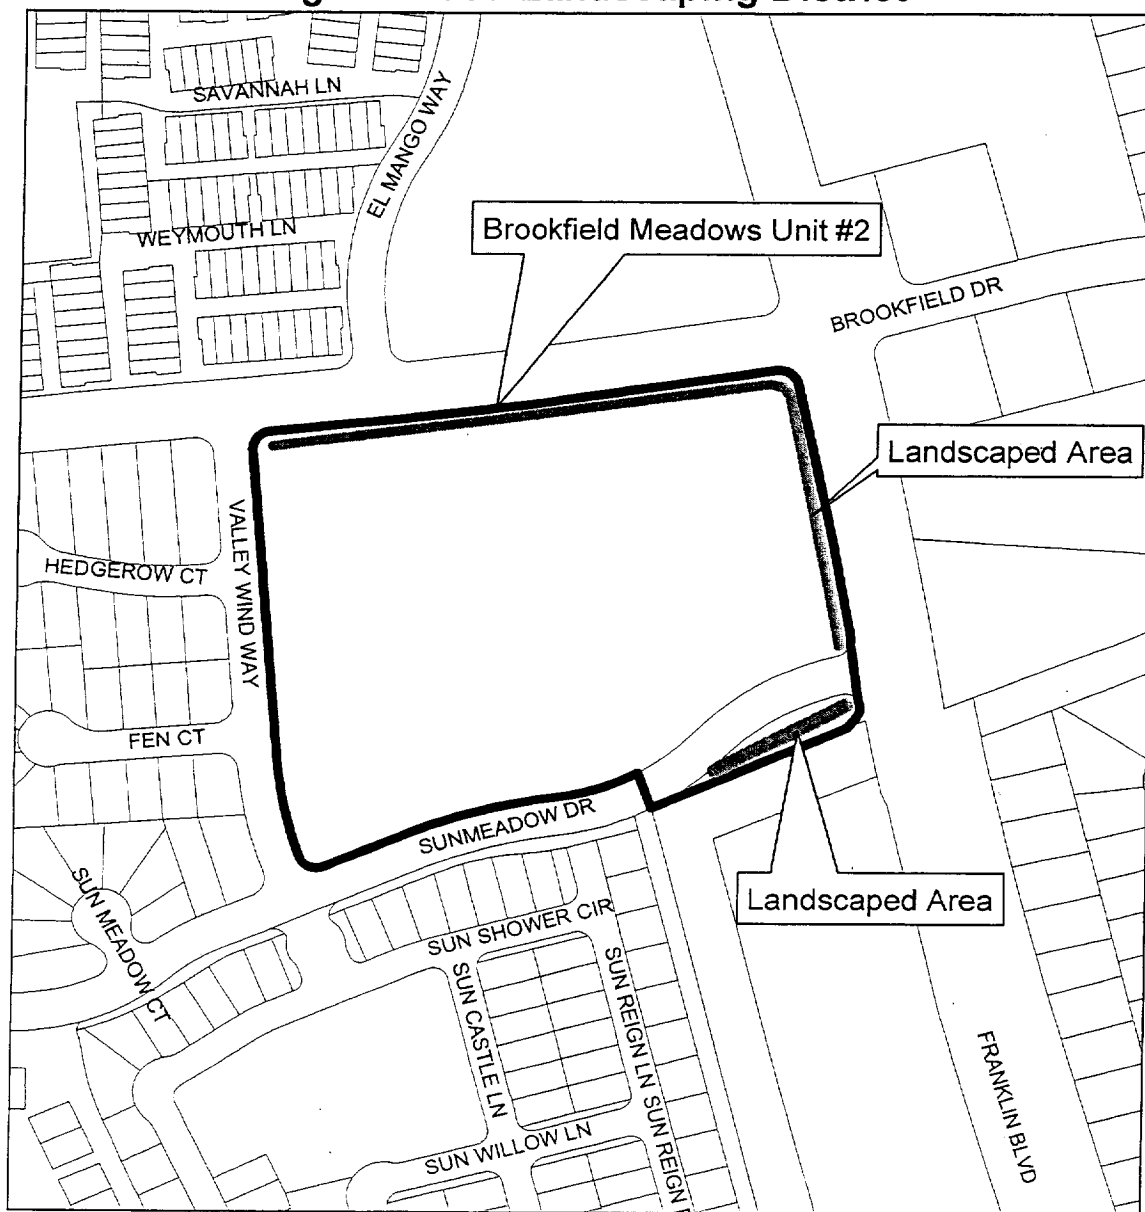 Landscaping District
SAVANNAH LN
EL MANGO WAY
WEYMOUTH LN
Brookfield Meadows Unit #2
BROOKFIELD DR
Landscaped Area
VALLEY WIND WAY
HEDGEROW CT
FEN CT
SUNMEADOW DR
SUN MEADOW CT
Landscaped Area
SUN SHOWER CIR
SUN CASTLE LN
SUN REIGN LN
SUN REIGN
FRANKLIN BLVD
SUN WILLOW LN